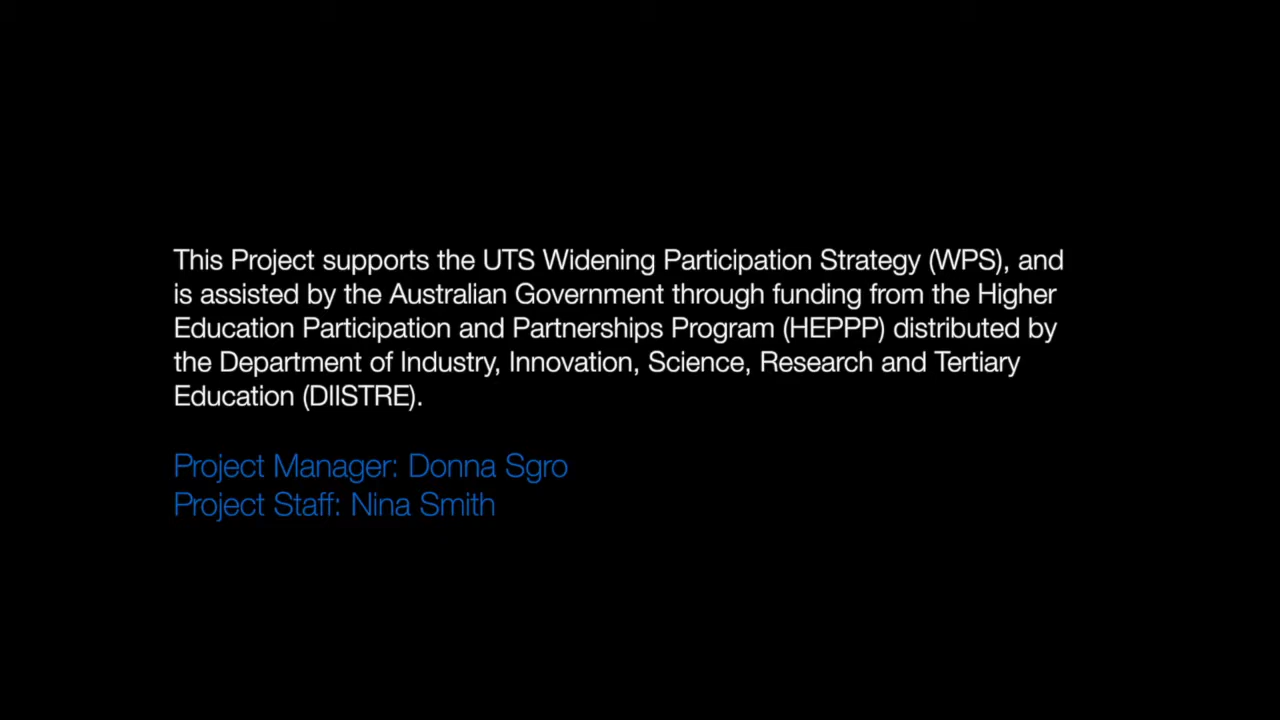 This Project supports the UTS Widening Participation Strategy (WPS), and
is assisted by the Australian Government through funding from the Higher
Education Participation and Partnerships Program (HEPPP) distributed by
the Department of Industry, Innovation, Science, Research and Tertiary
Education (DIISTRE).
Project Manager: Donna Sgro
Project Staff: Nina Smith